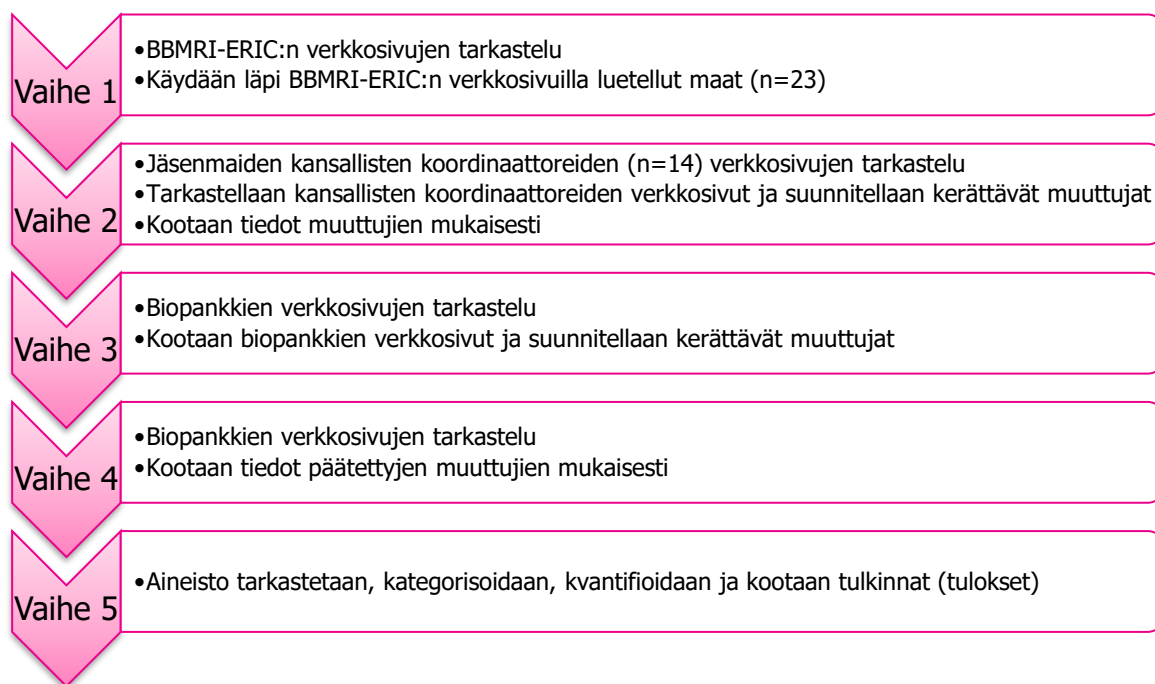 Vaihe 1
•BBMRI-ERIC:n verkkosivujen tarkastelu
•Käydään läpi BBMRI-ERIC:n verkkosivuilla luetellut maat (n=23)
Vaihe 2
•Jäsenmaiden kansallisten koordinaattoreiden (n=14) verkkosivujen tarkastelu
•Tarkastellaan kansallisten koordinaattoreiden verkkosivut ja suunnitellaan kerättävät muuttujat
•Kootaan tiedot muuttujien mukaisesti
Vaihe 3
•Biopankkien verkkosivujen tarkastelu
•Kootaan biopankkien verkkosivut ja suunnitellaan kerättävät muuttujat
Vaihe 4
•Biopankkien verkkosivujen tarkastelu
•Kootaan tiedot päätettyjen muuttujien mukaisesti
Vaihe 5
•Aineisto tarkastetaan, kategorisoidaan, kvantifioidaan ja kootaan tulkinnat (tulokset)